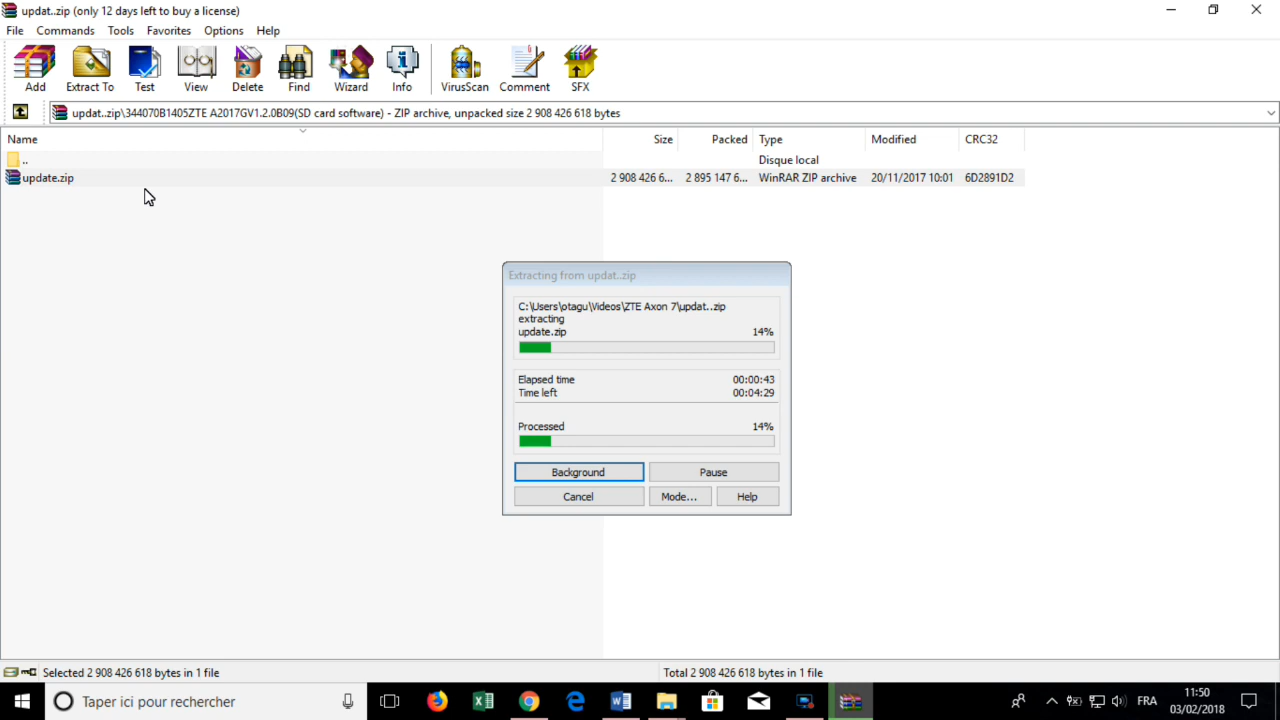 updat..zip (only 12 days left to buy a license)
File Commands Tools Favorites Options Help
Add Extract To Test View Delete Find Wizard Info VirusScan Comment SFX
updat..zip\344070B1405ZTE A2017GV1.2.0B09(SD card software) - ZIP archive, unpacked size 2 908 426 618 bytes
Name Size Packed Type Modified CRC32
.. Disque local
update.zip 2 908 426 6... 2 895 147 6... WinRAR ZIP archive 20/11/2017 10:01 6D2891D2
Extracting from updat..zip
C:\Users\otagu\Videos\ZTE Axon 7\updat..zip
extracting
update.zip 14%
Elapsed time 00:00:43
Time left 00:04:29
Processed 14%
Background Pause
Cancel Mode... Help
Selected 2 908 426 618 bytes in 1 file Total 2 908 426 618 bytes in 1 file
Taper ici pour rechercher FRA 11:50
03/02/2018